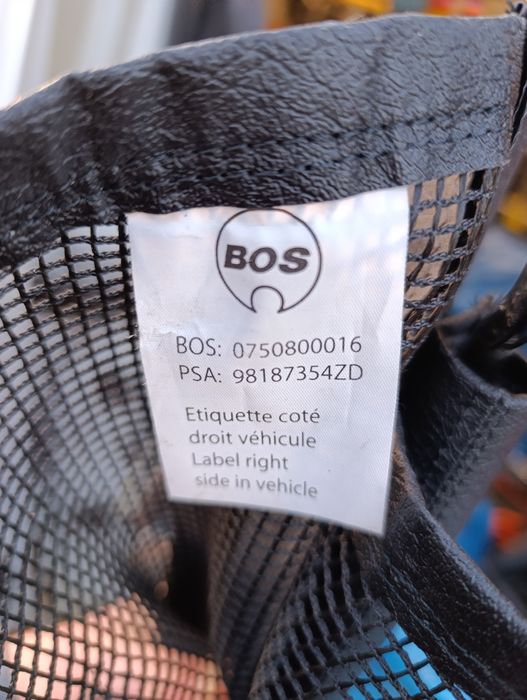 BOS
BOS: 0750800016
PSA: 98187354ZD
Etiquette coté
droit véhicule
Label right
side in vehicle